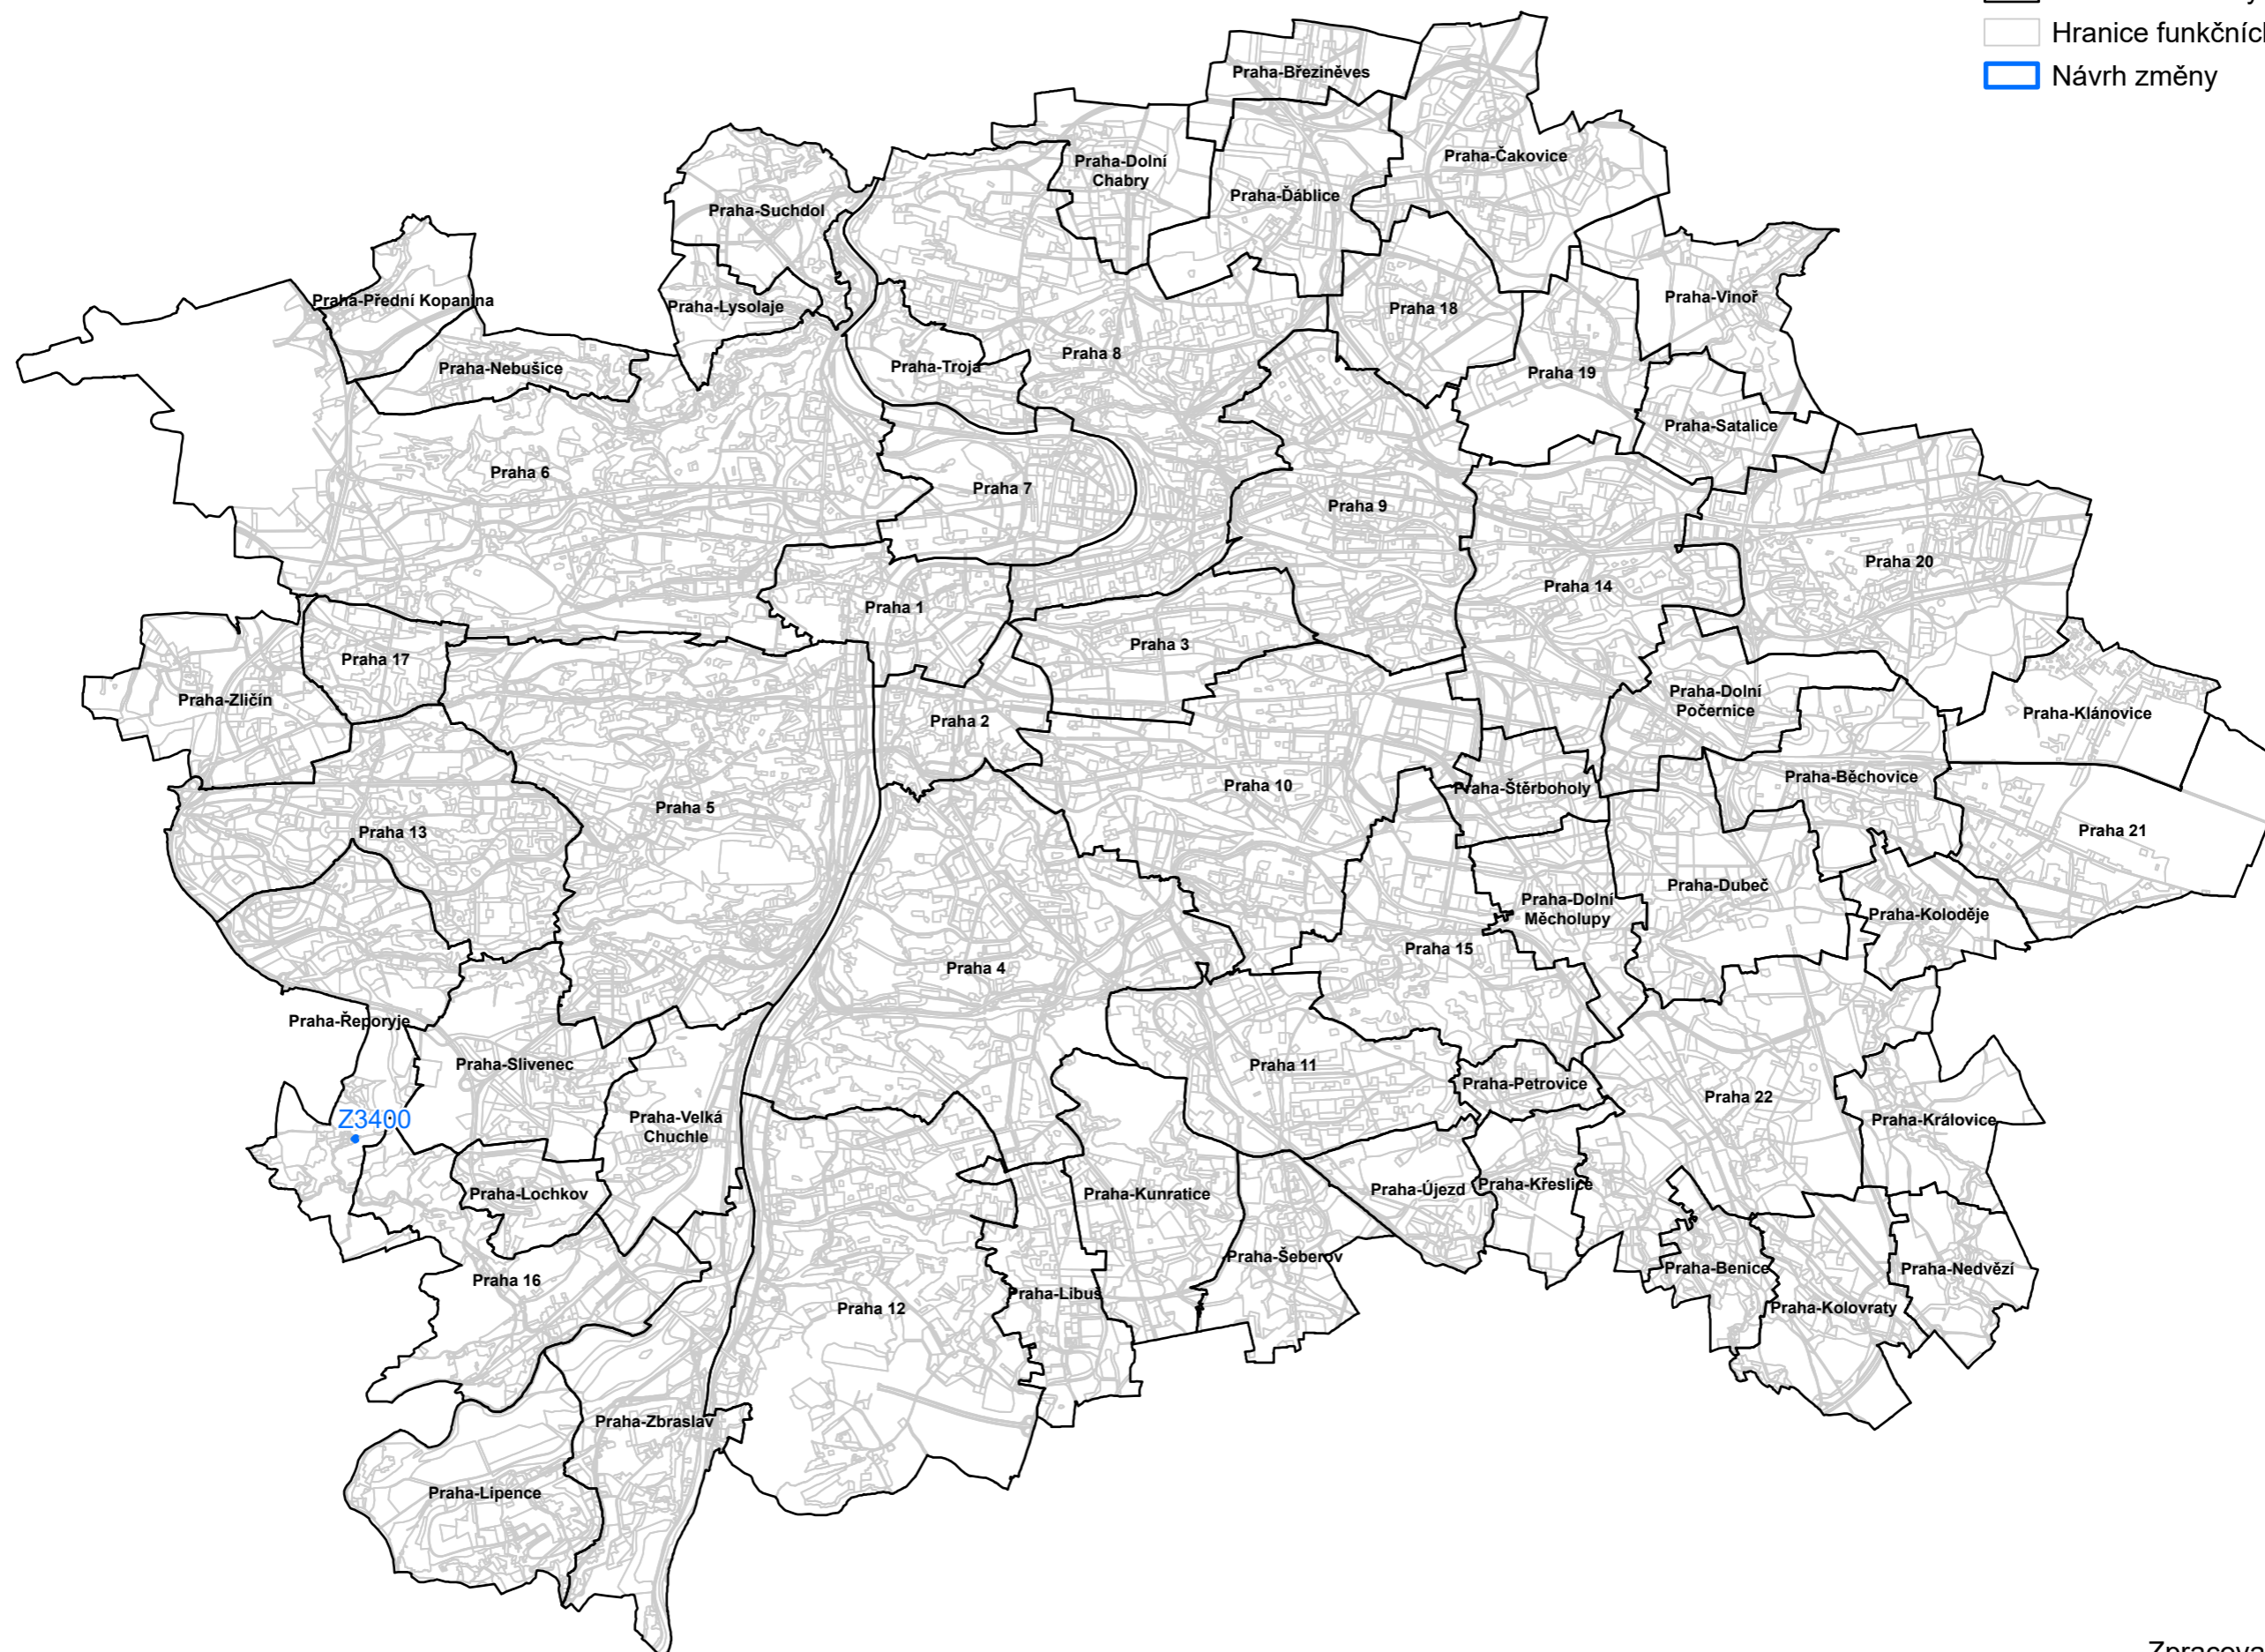 Hranice funkčních
Návrh změny
Praha-Březiněves
Praha-Dolní
Chabry
Praha-Čakovice
Praha-Ďáblice
Praha-Suchdol
Praha-Přední Kopanina
Praha-Lysolaje
Praha-Vinoř
Praha 18
Praha-Nebušice
Praha-Troja
Praha 8
Praha 19
Praha-Satalice
Praha 6
Praha 7
Praha 9
Praha 20
Praha 14
Praha 1
Praha 3
Praha 17
Praha-Zličín
Praha-Dolní
Počernice
Praha 2
Praha-Klánovice
Praha-Běchovice
Praha 10
Praha-Štěrboholy
Praha 5
Praha 13
Praha 21
Praha-Dubeč
Praha-Dolní
Měcholupy
Praha-Koloděje
Praha 15
Praha 4
Praha-Řeporyje
Praha-Slivenec
Praha 11
Praha-Petrovice
Praha 22
Z3400
Praha-Velká
Chuchle
Praha-Královice
Praha-Lochkov
Praha-Kunratice
Praha-Újezd
Praha-Křeslice
Praha-Šeberov
Praha-Benice
Praha-Nedvězí
Praha 16
Praha-Libuš
Praha 12
Praha-Kolovraty
Praha-Zbraslav
Praha-Lipence